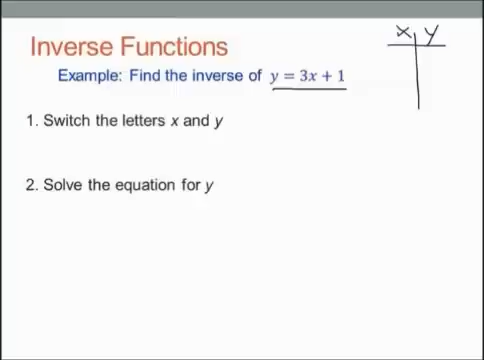 x y
Inverse Functions
Example: Find the inverse of y = 3x + 1
1. Switch the letters x and y
2. Solve the equation for y